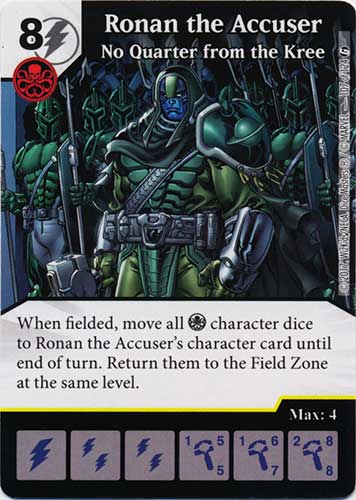 8
Ronan the Accuser
No Quarter from the Kree
When fielded, move all character dice
to Ronan the Accuser's character card until
end of turn. Return them to the Field Zone
at the same level.
Max: 4
1 5 5
1 6 7
2 8 8